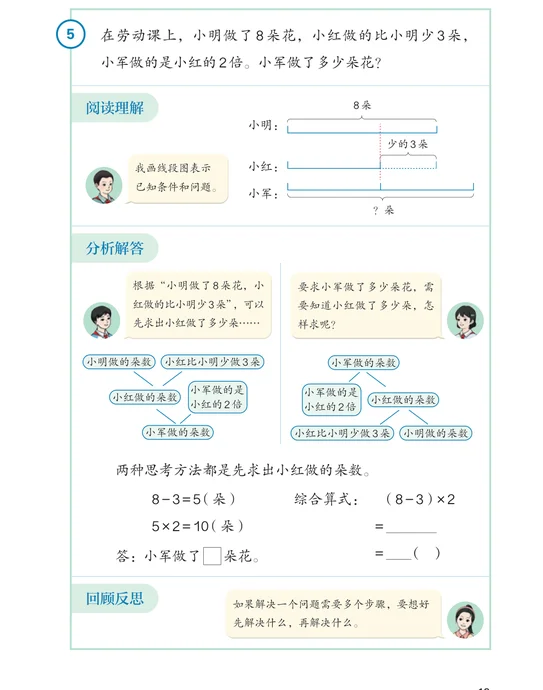 5
在劳动课上，小明做了8朵花，小红做的比小明少3朵，
小军做的是小红的2倍。小军做了多少朵花？
阅读理解
我画线段图表示
已知条件和问题。
8朵
小明：
少的3朵
小红：
小军：
？朵
分析解答
根据“小明做了8朵花，小
红做的比小明少3朵”，可以
先求出小红做了多少朵……
要求小军做了多少朵花，需
要知道小红做了多少朵，怎
样求呢？
小明做的朵数
小红比小明少做3朵
小红做的朵数
小军做的是
小红的2倍
小军做的朵数
小军做的朵数
小军做的是
小红的2倍
小红做的朵数
小红比小明少做3朵
小明做的朵数
两种思考方法都是先求出小红做的朵数。
8－3＝5（朵）
5×2＝10（朵）
答：小军做了□朵花。
综合算式：（8－3）×2
＝______
＝___（ ）
回顾反思
如果解决一个问题需要多个步骤，要想好
先解决什么，再解决什么。